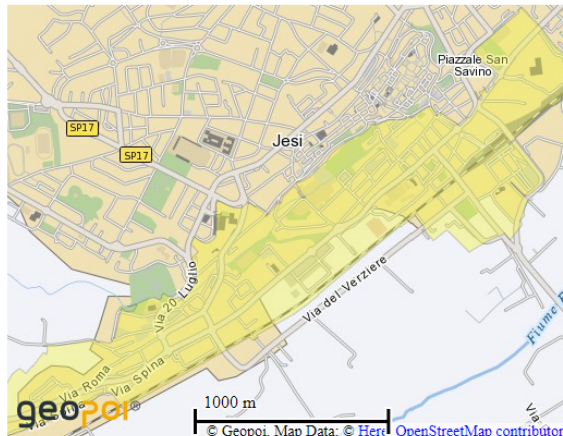 Piazzale San
Savino
SP17
SP17
Jesi
Via 20 Luglio
Via del Verziere
Fiume
Via Roma
Via Spina
Via
geopoi®
1000 m
© Geopoi, Map Data: © Here OpenStreetMap contributor